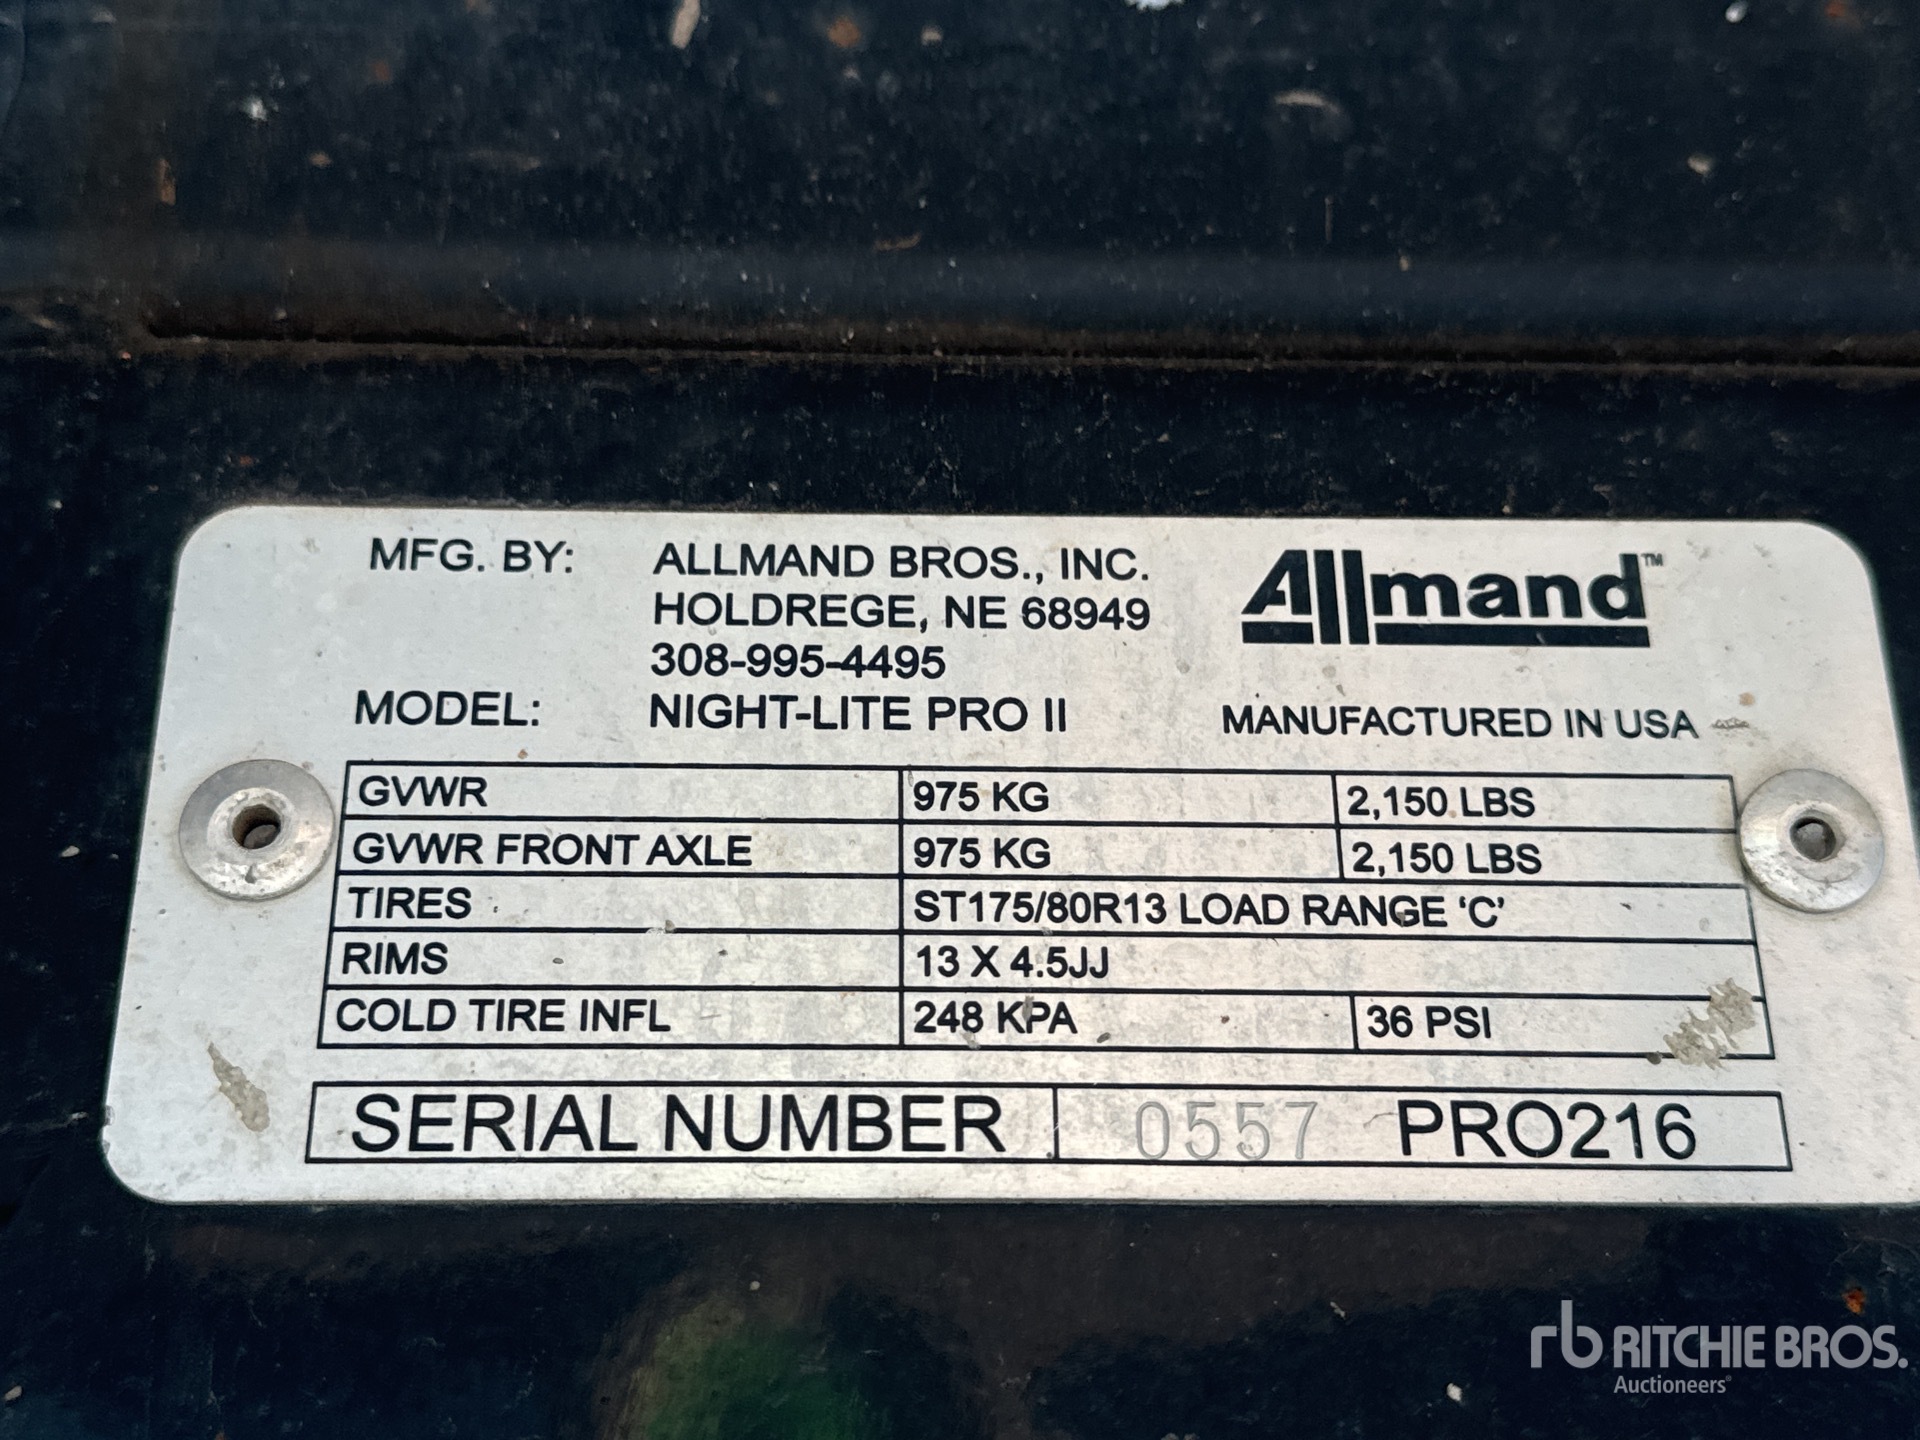 MFG. BY: ALLMAND BROS., INC.
HOLDREGE, NE 68949
308-995-4495
Allmand™
MODEL: NIGHT-LITE PRO II
MANUFACTURED IN USA
GVWR 975 KG 2,150 LBS
GVWR FRONT AXLE 975 KG 2,150 LBS
TIRES ST175/80R13 LOAD RANGE ‘C’
RIMS 13 X 4.5JJ
COLD TIRE INFL 248 KPA 36 PSI
SERIAL NUMBER 0557 PRO216
rb RITCHIE BROS.
Auctioneers®